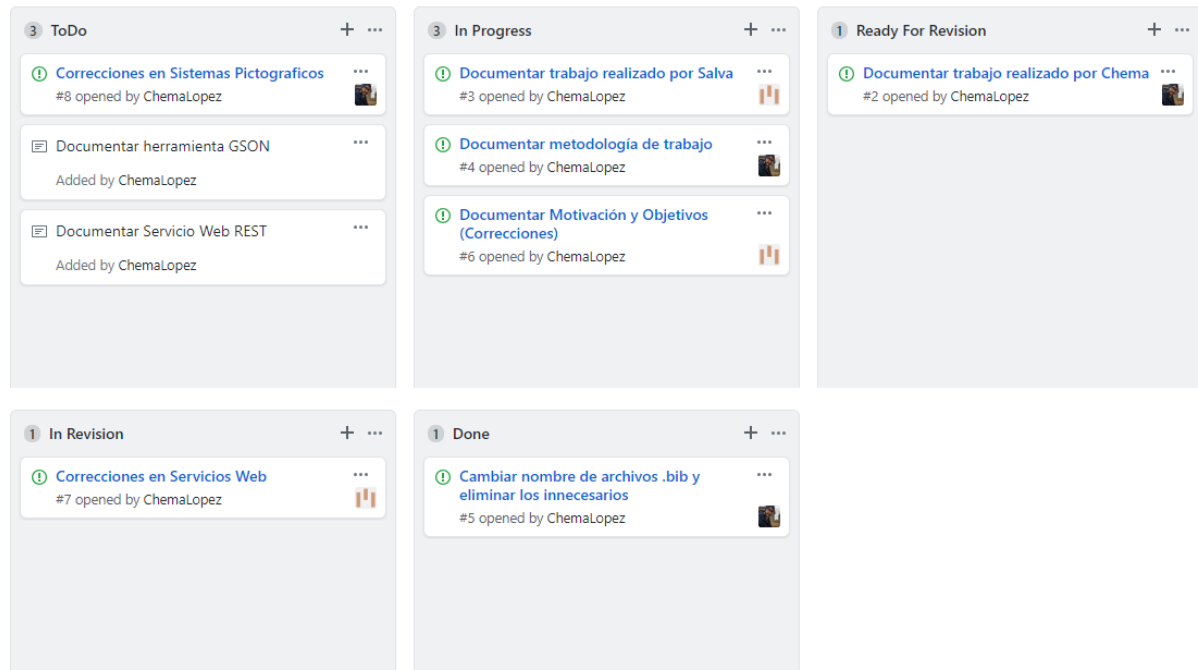 3 ToDo
Correcciones en Sistemas Pictograficos
#8 opened by ChemaLopez
Documentar herramienta GSON
Added by ChemaLopez
Documentar Servicio Web REST
Added by ChemaLopez
3 In Progress
Documentar trabajo realizado por Salva
#3 opened by ChemaLopez
Documentar metodología de trabajo
#4 opened by ChemaLopez
Documentar Motivación y Objetivos
(Correcciones)
#6 opened by ChemaLopez
1 Ready For Revision
Documentar trabajo realizado por Chema
#2 opened by ChemaLopez
1 In Revision
Correcciones en Servicios Web
#7 opened by ChemaLopez
1 Done
Cambiar nombre de archivos .bib y
eliminar los innecesarios
#5 opened by ChemaLopez